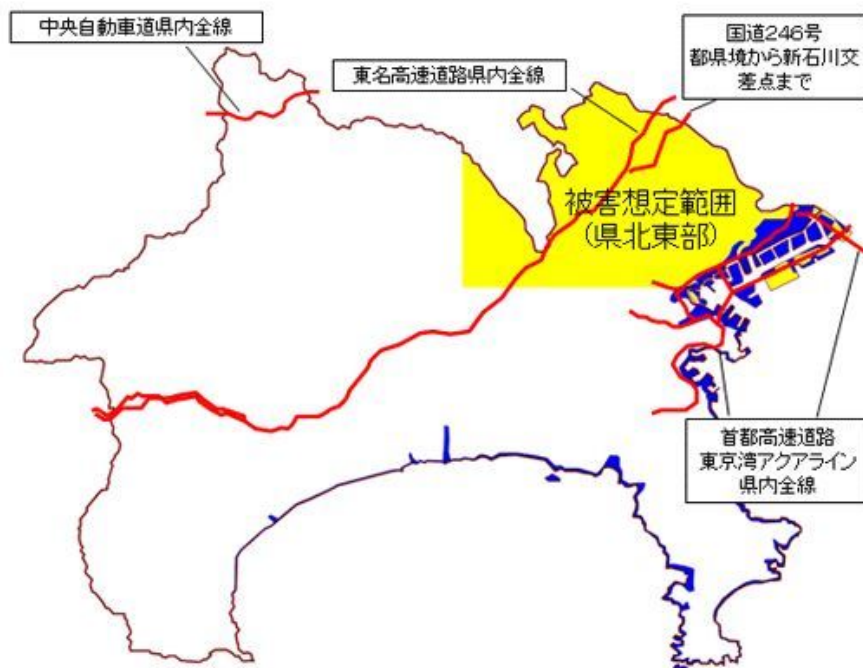 中央自動車道県内全線
東名高速道路県内全線
国道246号
都県境から新石川交
差点まで
被害想定範囲
(県北東部)
首都高速道路
東京湾アクアライン
県内全線